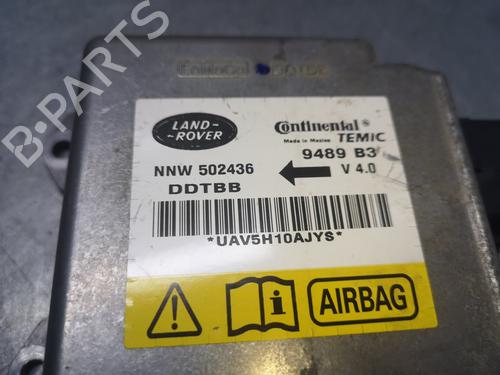 LAND-
ROVER
Continental
Made in Mexico TEMIC
NNW 502436
9489 B3
DDTBB
V 4.0
*UAV5H10AJYS*
i
AIRBAG
B-PARTS